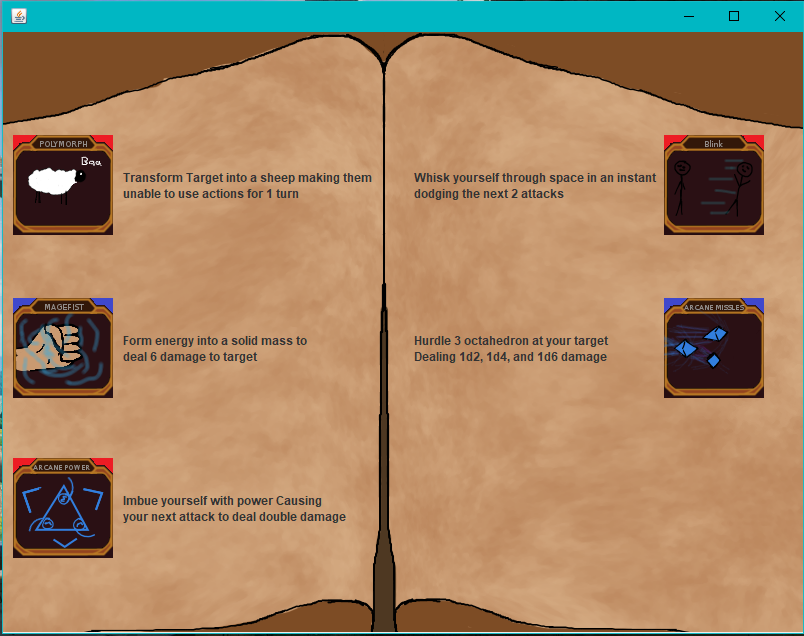 POLYMORPH
Baa
Transform Target into a sheep making them
unable to use actions for 1 turn
MAGEFIST
Form energy into a solid mass to
deal 6 damage to target
ARCANE POWER
Imbue yourself with power Causing
your next attack to deal double damage
Blink
Whisk yourself through space in an instant
dodging the next 2 attacks
ARCANE MISSLES
Hurdle 3 octahedron at your target
Dealing 1d2, 1d4, and 1d6 damage